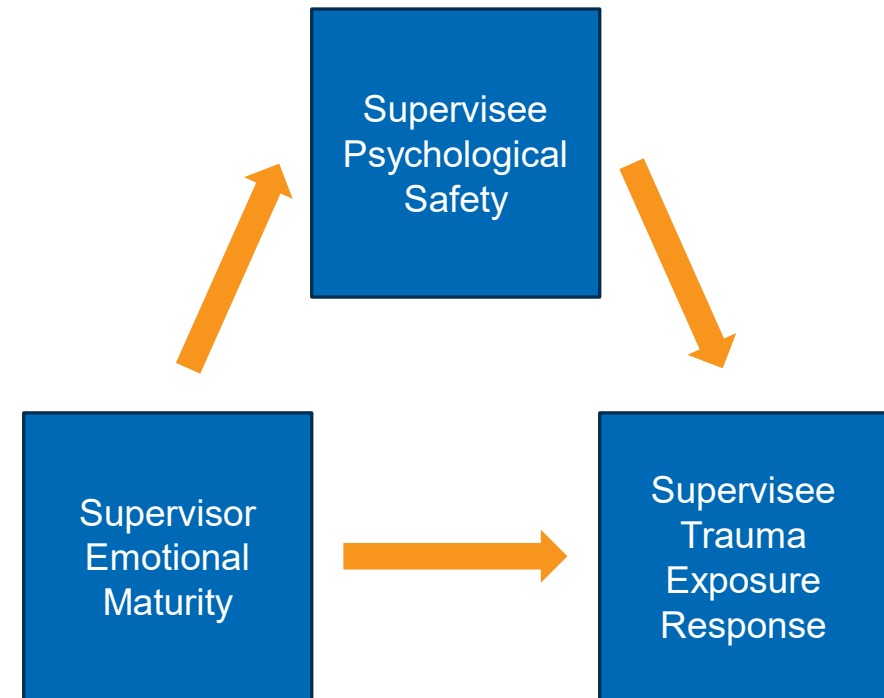 Supervisee
Psychological
Safety
Supervisor
Emotional
Maturity
Supervisee
Trauma
Exposure
Response